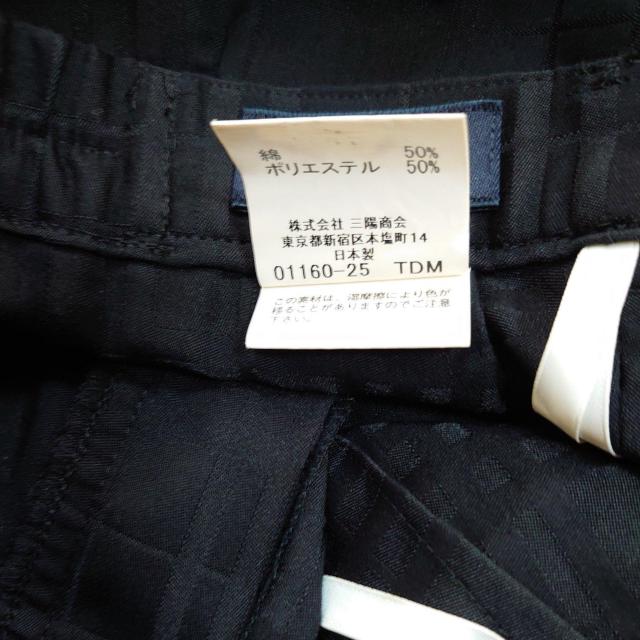 綿 50%
ポリエステル 50%
株式会社 三陽商会
東京都新宿区本塩町14
日本製
01160-25 TDM
この素材は、湿摩擦により色が
移ることがありますのでご注意
下さい。